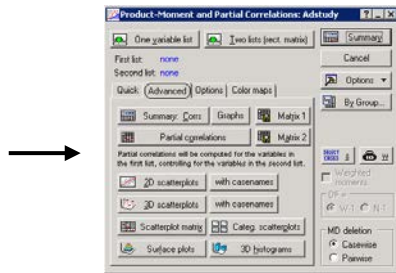 Product-Moment and Partial Correlations: Adstudy
One variable list
Two lists (rect. matrix)
Summary
First list: none
Cancel
Second list: none
Options
Quick
Advanced
Options
Color maps
By Group...
Summary: Corrs
Graphs
Matrix 1
Partial correlations
Matrix 2
Partial correlations will be computed for the variables in
the first list, controlling for the variables in the second list.
SELECT CASES S
W
Weighted
moments
2D scatterplots
with casenames
DF =
3D scatterplots
with casenames
W-1
N-1
Scatterplot matrix
Categ. scatterplots
MD deletion
Casewise
Surface plots
3D histograms
Pairwise